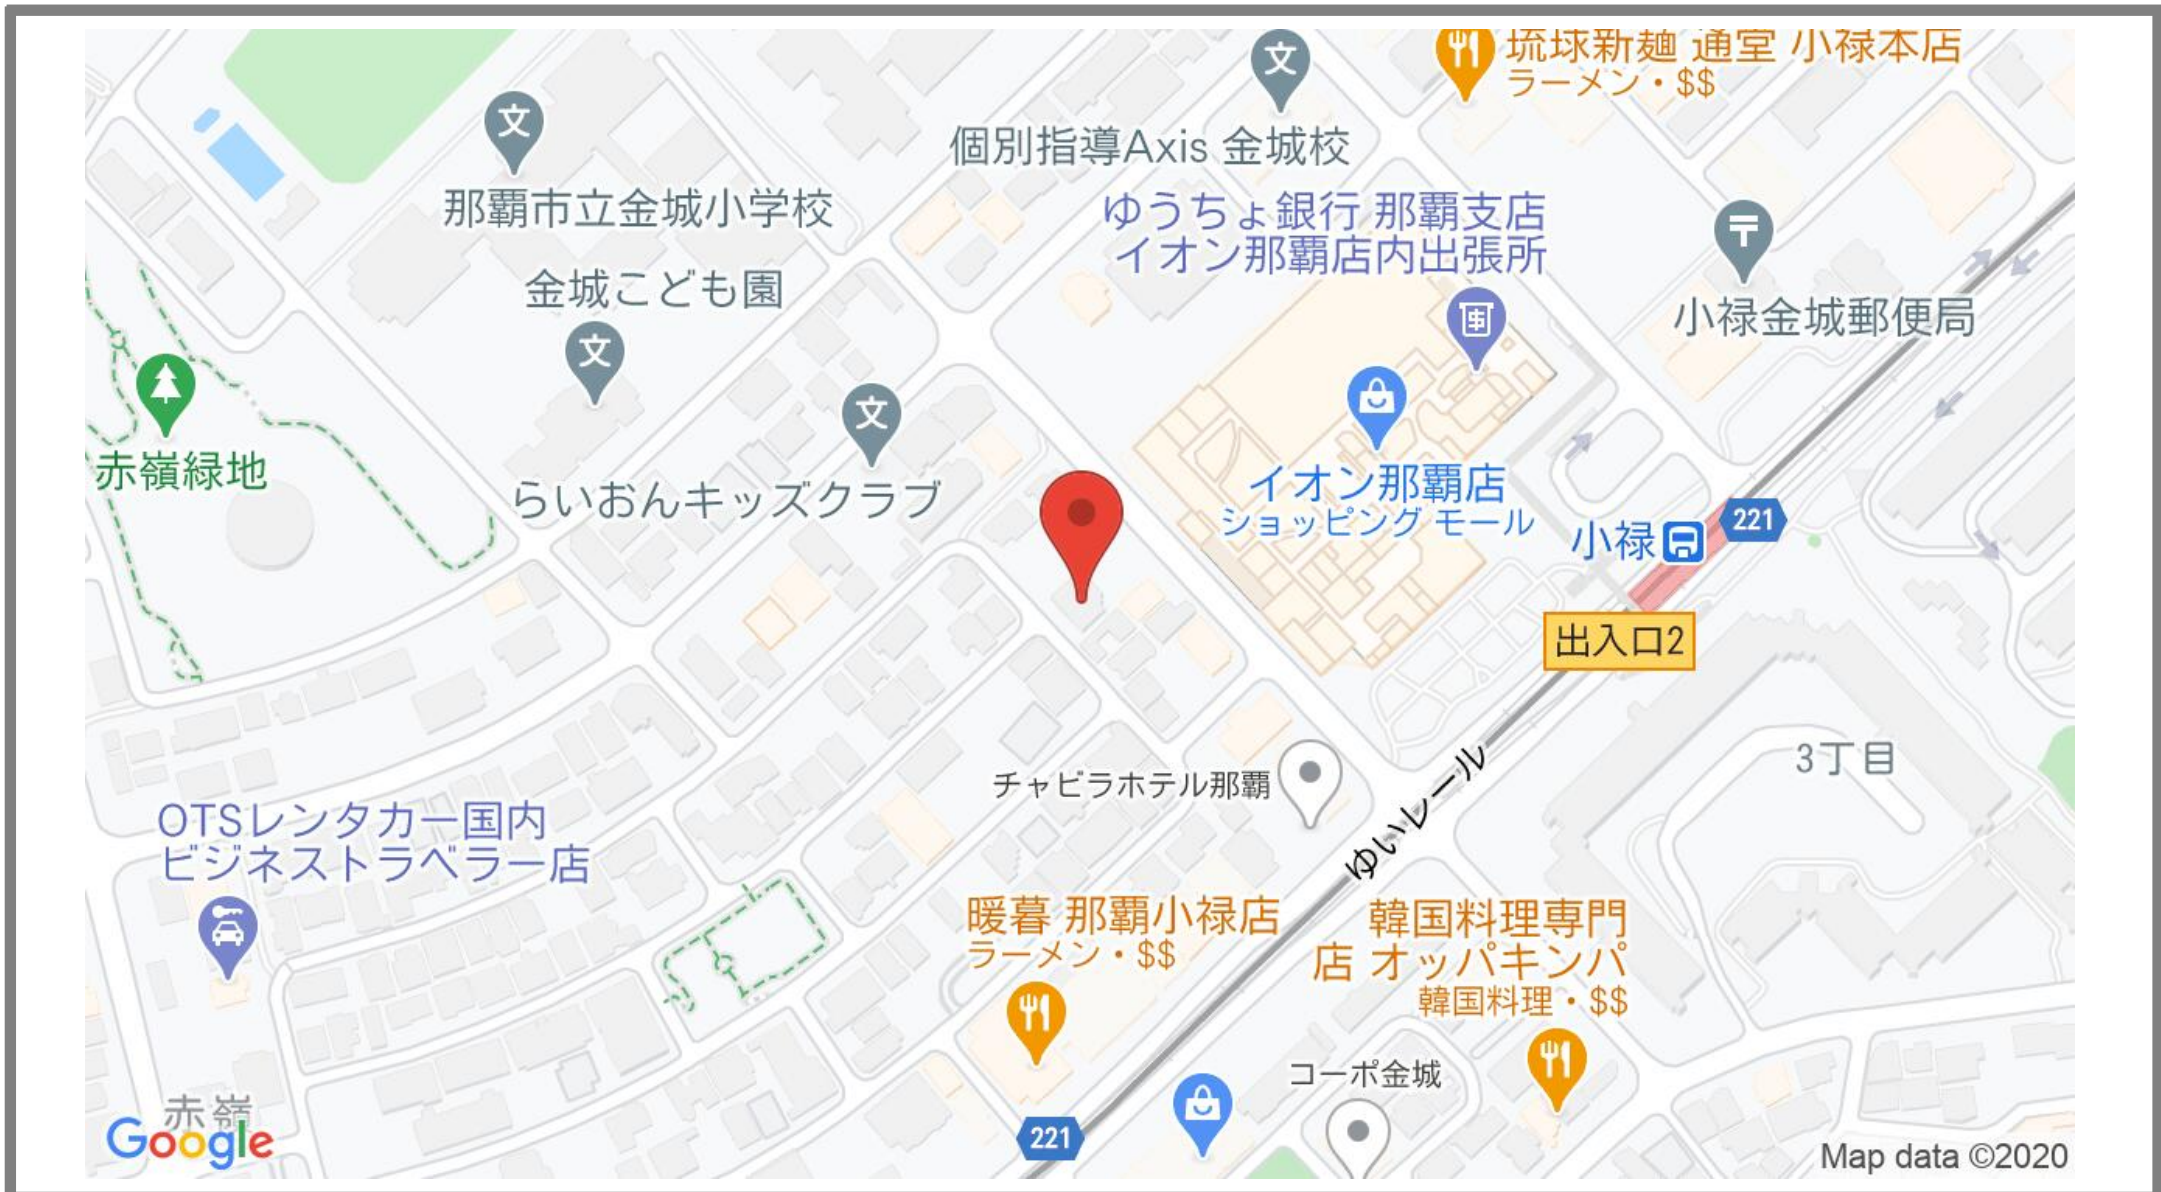 琉球新麺 通堂 小禄本店
ラーメン・$$
文
文
個別指導Axis 金城校
那覇市立金城小学校
ゆうちょ銀行 那覇支店
イオン那覇店内出張所
〒
金城こども園
小禄金城郵便局
文
文
赤嶺緑地
らいおんキッズクラブ
イオン那覇店
ショッピング モール
小禄
221
出入口2
3丁目
チャビラホテル那覇
ゆいレール
OTSレンタカー国内
ビジネストラベラー店
暖暮 那覇小禄店
ラーメン・$$
韓国料理専門
店 オッパキンパ
韓国料理・$$
コーポ金城
赤嶺
Google
221
Map data ©2020